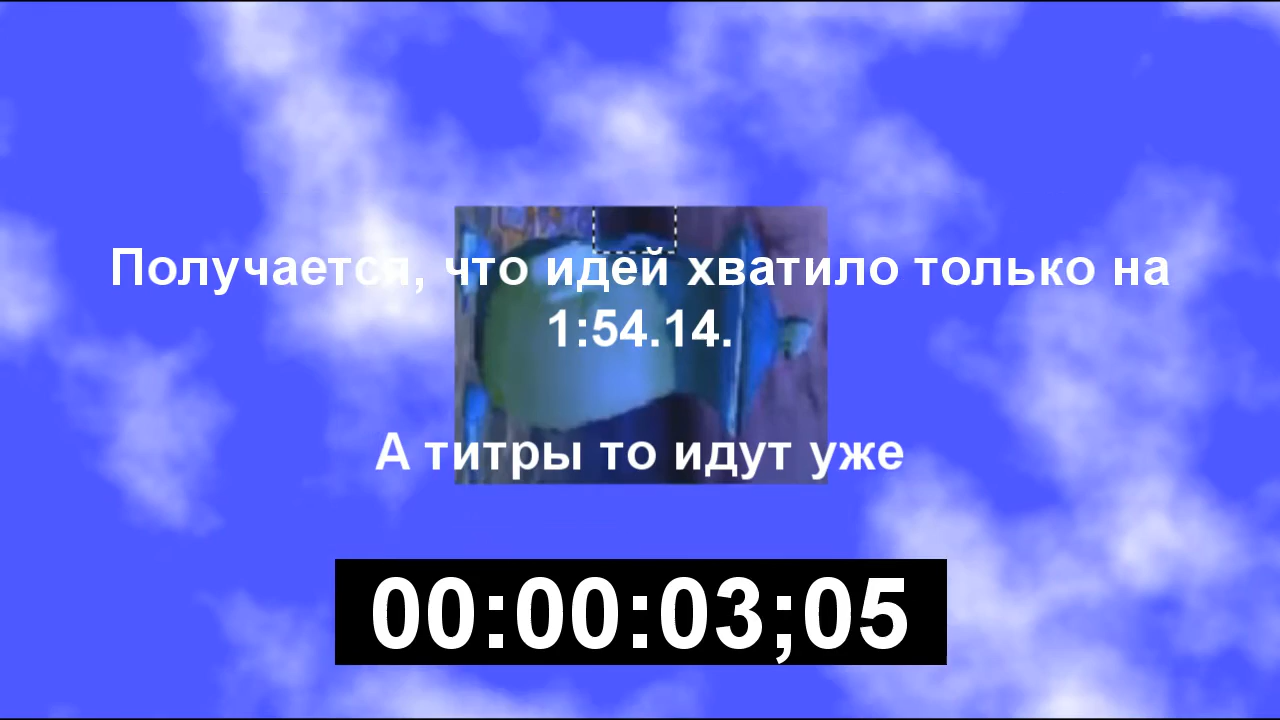 Получается, что идей хватило только на
1:54.14.
А титры то идут уже
00:00:03;05